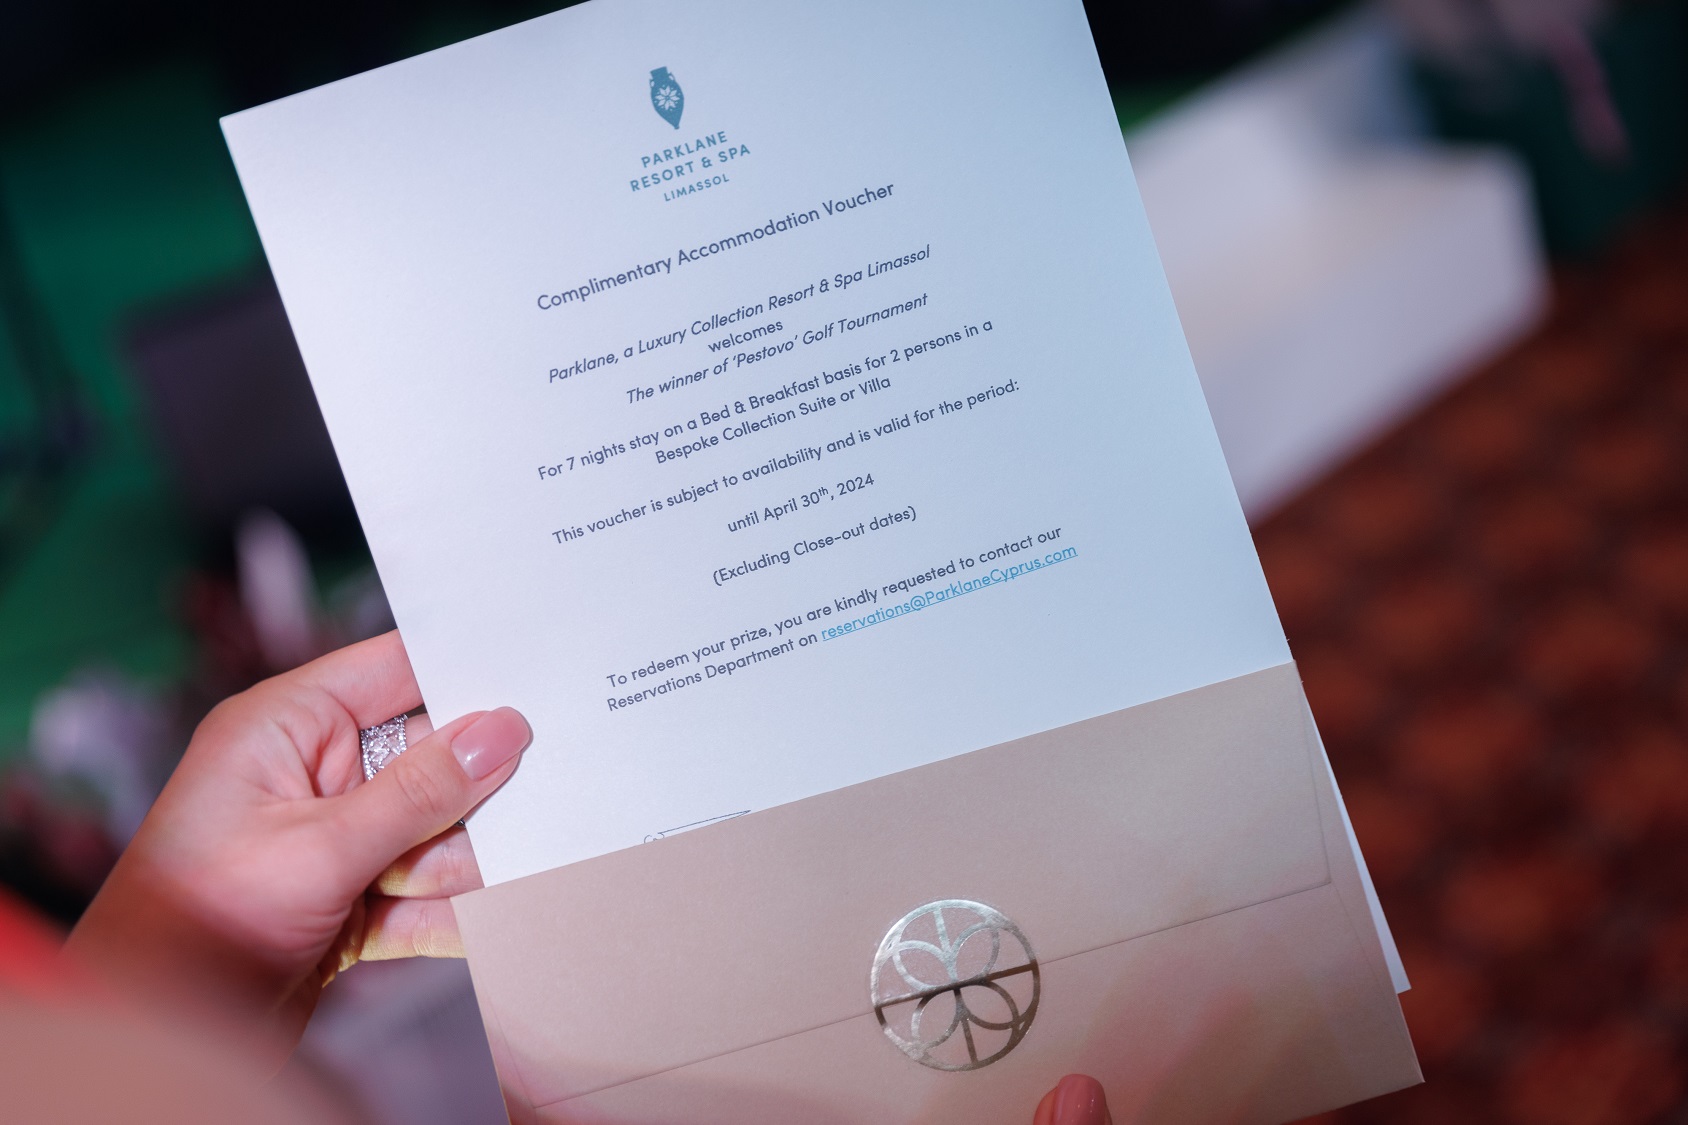 PARKLANE
RESORT & SPA
LIMASSOL
Complimentary Accommodation Voucher
Parklane, a Luxury Collection Resort & Spa Limassol
welcomes
The winner of ‘Pestovo’ Golf Tournament
For 7 nights stay on a Bed & Breakfast basis for 2 persons in a
Bespoke Collection Suite or Villa
This voucher is subject to availability and is valid for the period:
until April 30th, 2024
(Excluding Close-out dates)
To redeem your prize, you are kindly requested to contact our
Reservations Department on reservations@ParklaneCyprus.com